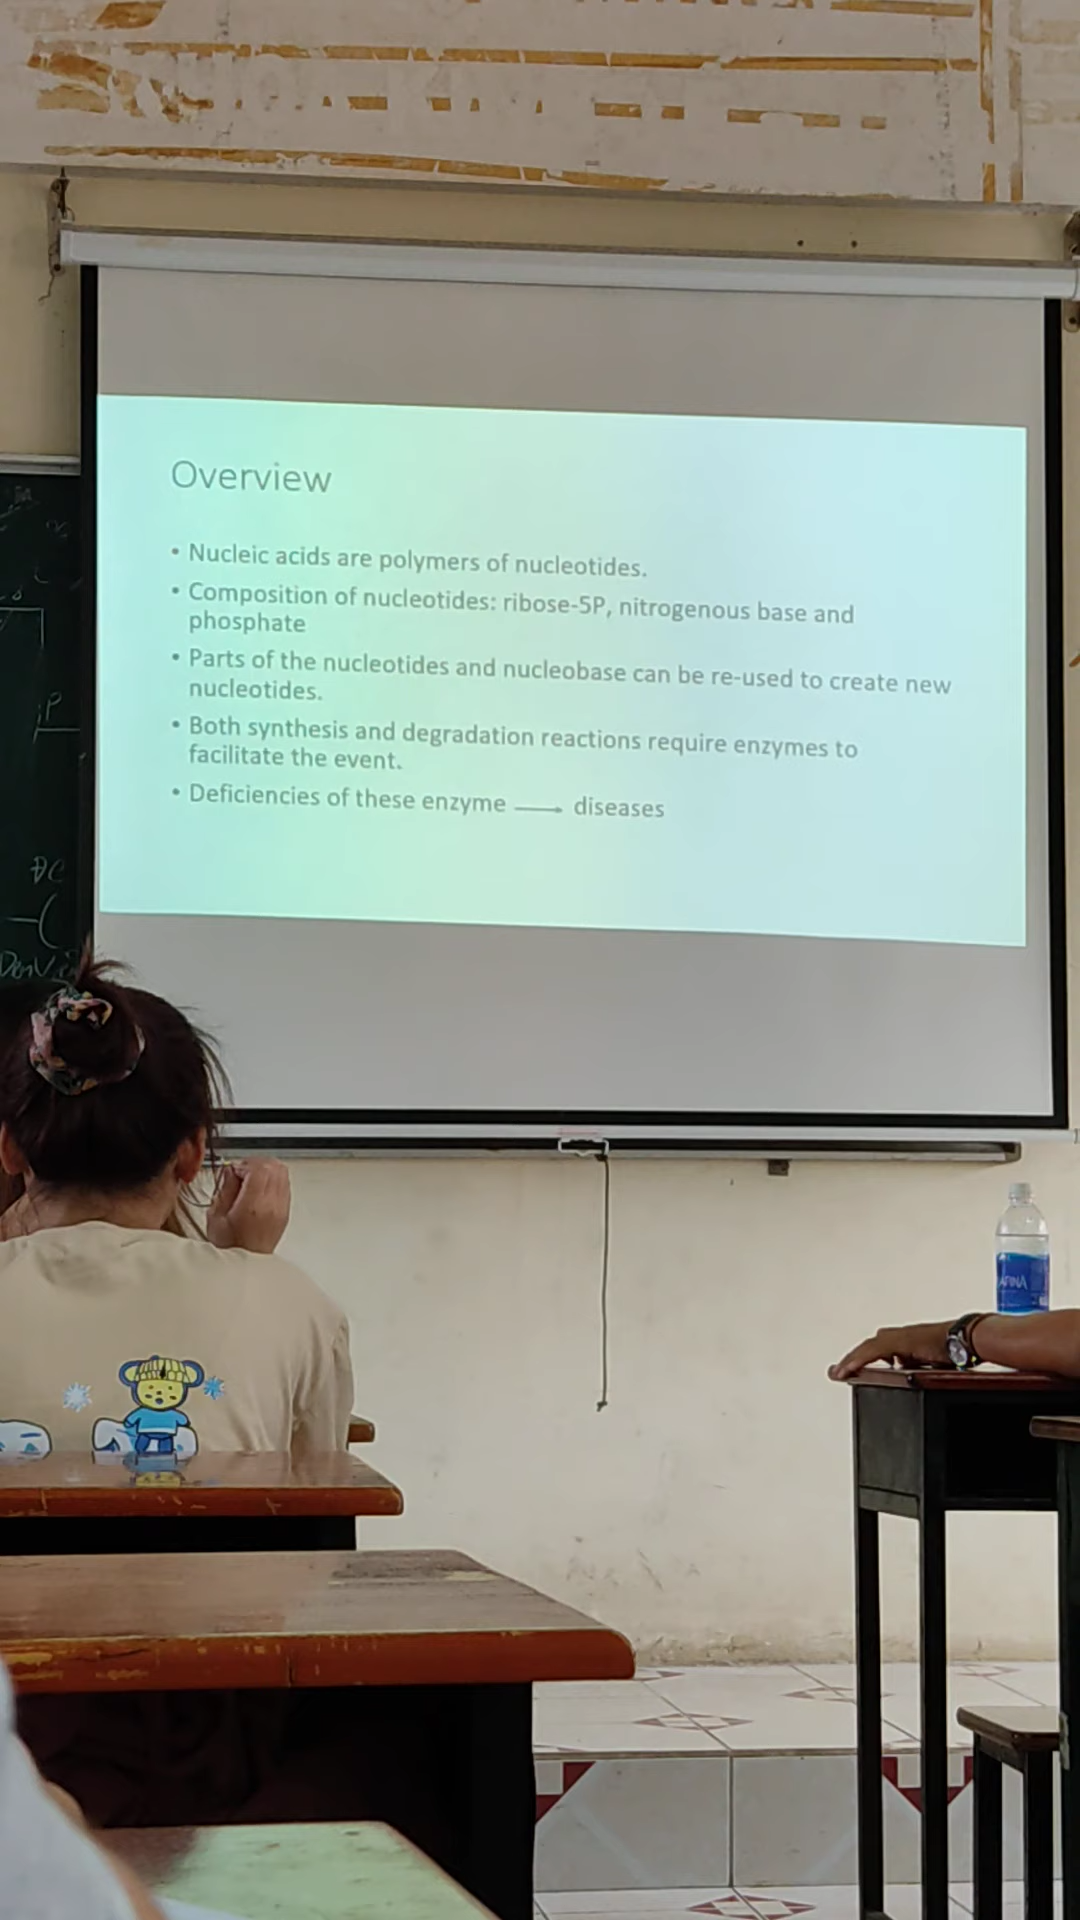 Overview
• Nucleic acids are polymers of nucleotides.
• Composition of nucleotides: ribose-5P, nitrogenous base and
phosphate
• Parts of the nucleotides and nucleobase can be re-used to create new
nucleotides.
• Both synthesis and degradation reactions require enzymes to
facilitate the event.
• Deficiencies of these enzyme → diseases
ĐC
AFINA